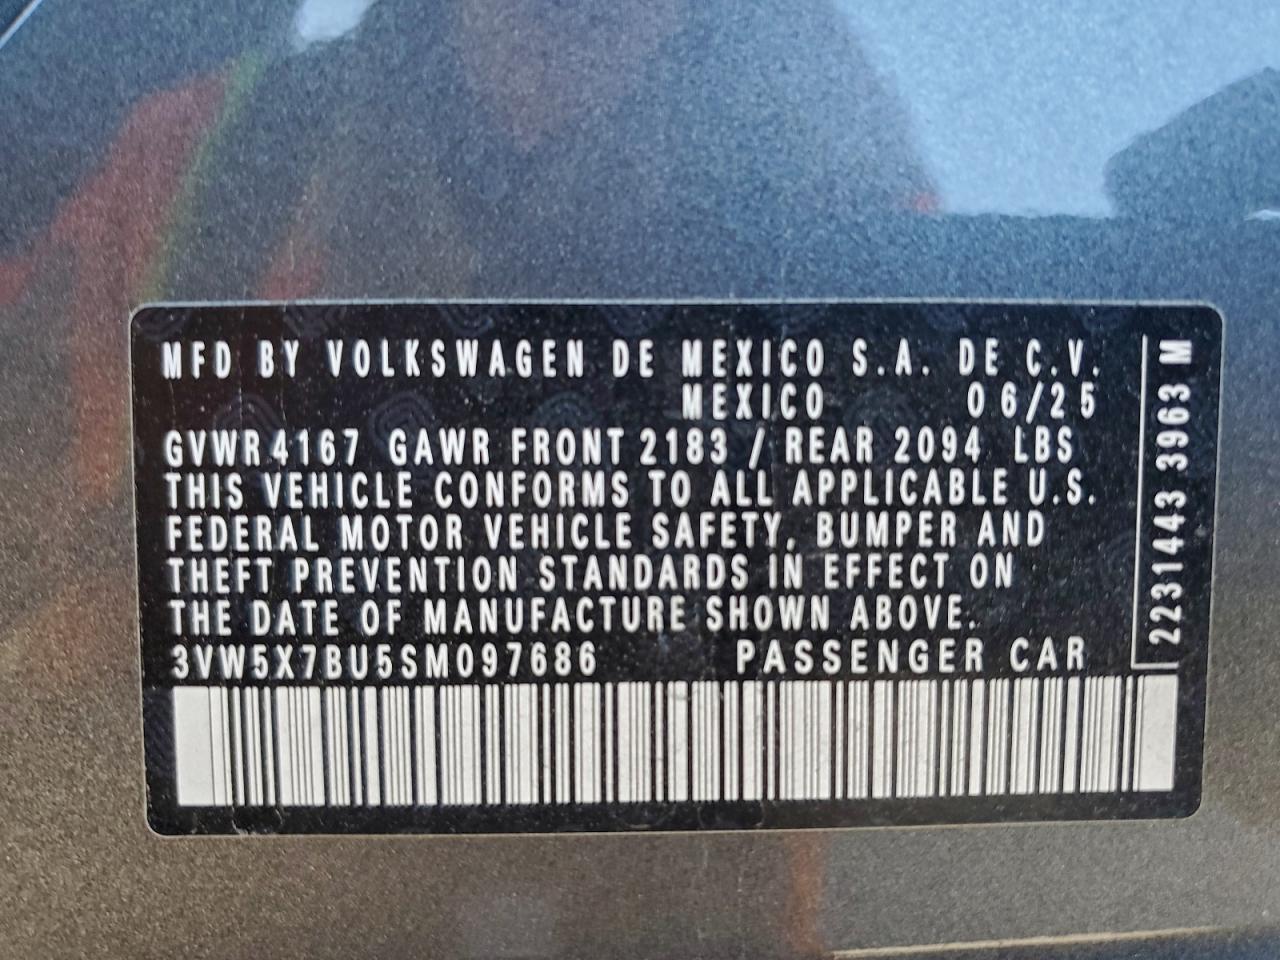 MFD BY VOLKSWAGEN DE MEXICO S.A. DE C.V.
MEXICO 06/25
GVWR 4167 GAWR FRONT 2183 / REAR 2094 LBS
THIS VEHICLE CONFORMS TO ALL APPLICABLE U.S.
FEDERAL MOTOR VEHICLE SAFETY, BUMPER AND
THEFT PREVENTION STANDARDS IN EFFECT ON
THE DATE OF MANUFACTURE SHOWN ABOVE.
3VW5X7BU5SM097686 PASSENGER CAR
2231443 3963 M